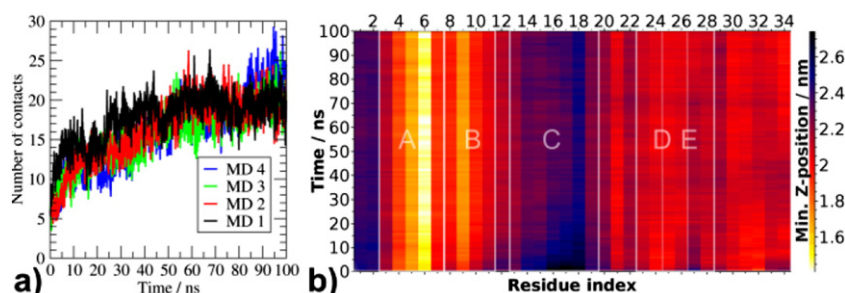 Number of contacts
30
25
20
15
10
5
0
MD 4
MD 3
MD 2
MD 1
0 10 20 30 40 50 60 70 80 90 100
Time / ns
a)
2 4 6 8 10 12 14 16 18 20 22 24 26 28 30 32 34
Time / ns
100
90
80
70
60
50
40
30
20
10
0
A B C D E
Residue index
b)
2.6
2.4
2.2
2.0
1.8
1.6
1.4
Min. Z-position / nm